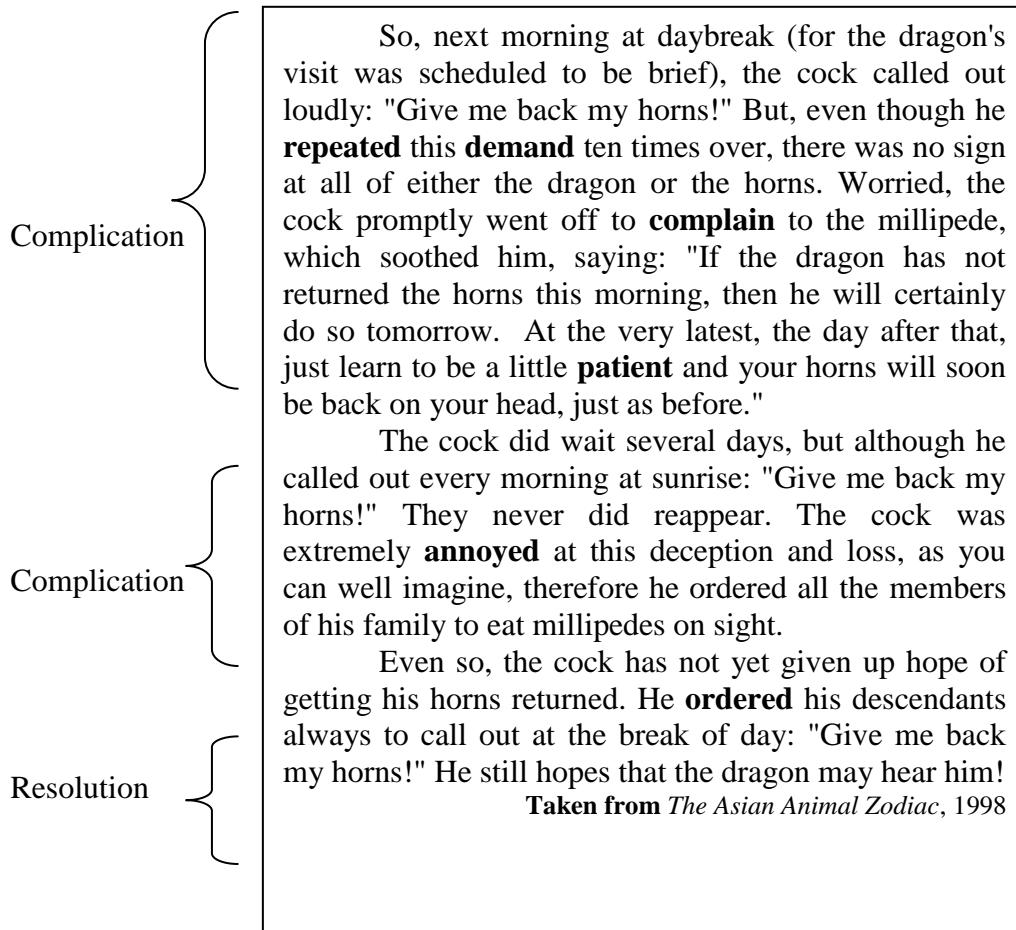 So, next morning at daybreak (for the dragon's
visit was scheduled to be brief), the cock called out
loudly: "Give me back my horns!" But, even though he
repeated this demand ten times over, there was no sign
at all of either the dragon or the horns. Worried, the
Complication
cock promptly went off to complain to the millipede,
which soothed him, saying: "If the dragon has not
returned the horns this morning, then he will certainly
do so tomorrow. At the very latest, the day after that,
just learn to be a little patient and your horns will soon
be back on your head, just as before."
The cock did wait several days, but although he
called out every morning at sunrise: "Give me back my
horns!" They never did reappear. The cock was
extremely annoyed at this deception and loss, as you
Complication
can well imagine, therefore he ordered all the members
of his family to eat millipedes on sight.
Even so, the cock has not yet given up hope of
getting his horns returned. He ordered his descendants
always to call out at the break of day: "Give me back
Resolution
my horns!" He still hopes that the dragon may hear him!
Taken from The Asian Animal Zodiac, 1998